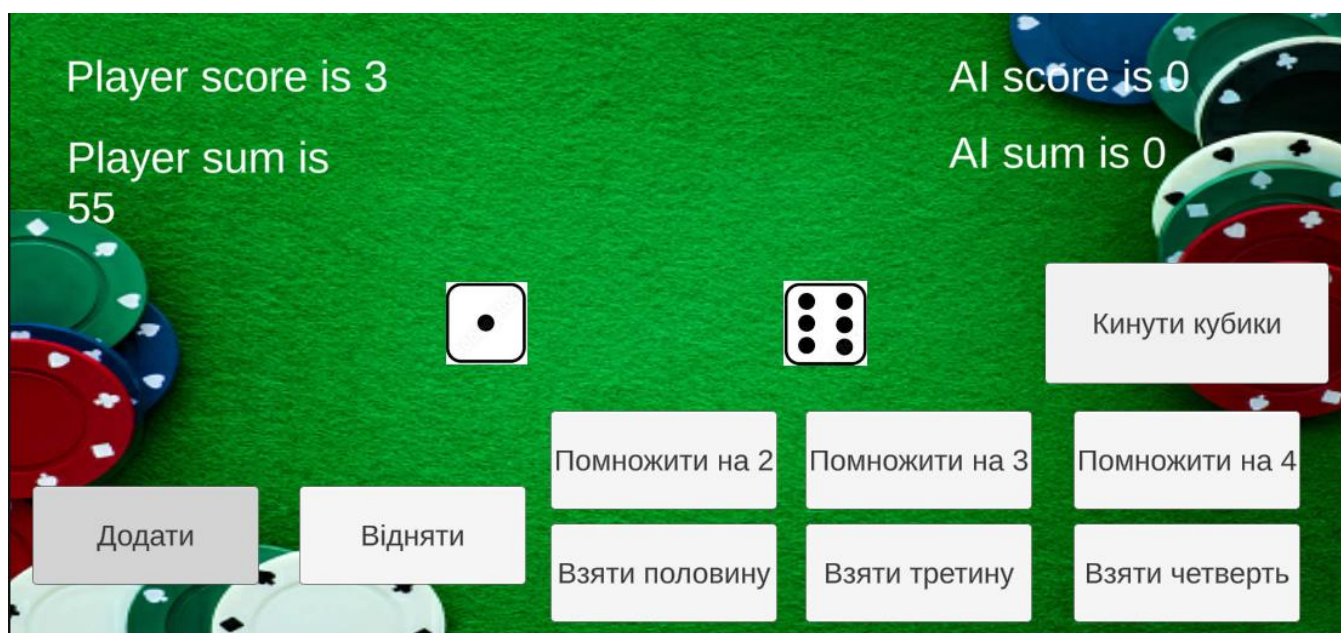 Player score is 3
AI score is 0
Player sum is
55
AI sum is 0
Кинути кубики
Помножити на 2
Помножити на 3
Помножити на 4
Додати
Відняти
Взяти половину
Взяти третину
Взяти четверть